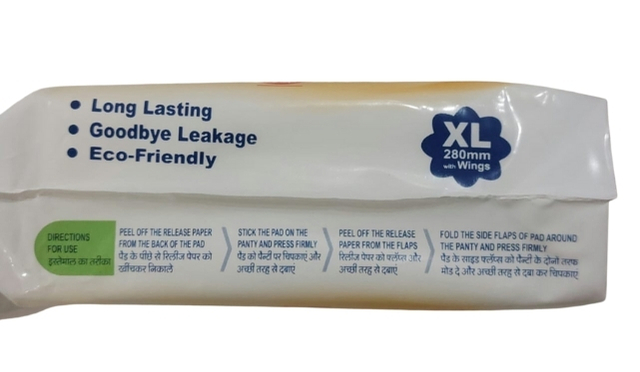 • Long Lasting
• Goodbye Leakage
• Eco-Friendly
XL
280mm
with Wings
DIRECTIONS
FOR USE
इस्तेमाल का तरीका
PEEL OFF THE RELEASE PAPER
FROM THE BACK OF THE PAD
पैड के पीछे से रिलीज पेपर को
खींचकर निकाले
STICK THE PAD ON THE
PANTY AND PRESS FIRMLY
पैड को पैन्टी पर चिपकाएं और
अच्छी तरह से दबाएं
PEEL OFF THE RELEASE
PAPER FROM THE FLAPS
रिलीज पेपर को फ्लॅप्स और
अच्छी तरह से दबाएं
FOLD THE SIDE FLAPS OF PAD AROUND
THE PANTY AND PRESS FIRMLY
पैड के साइड फ्लॅप्स को पैन्टी के दोनो तरफ
मोड दे और अच्छी तरह से दबा कर चिपकाएं